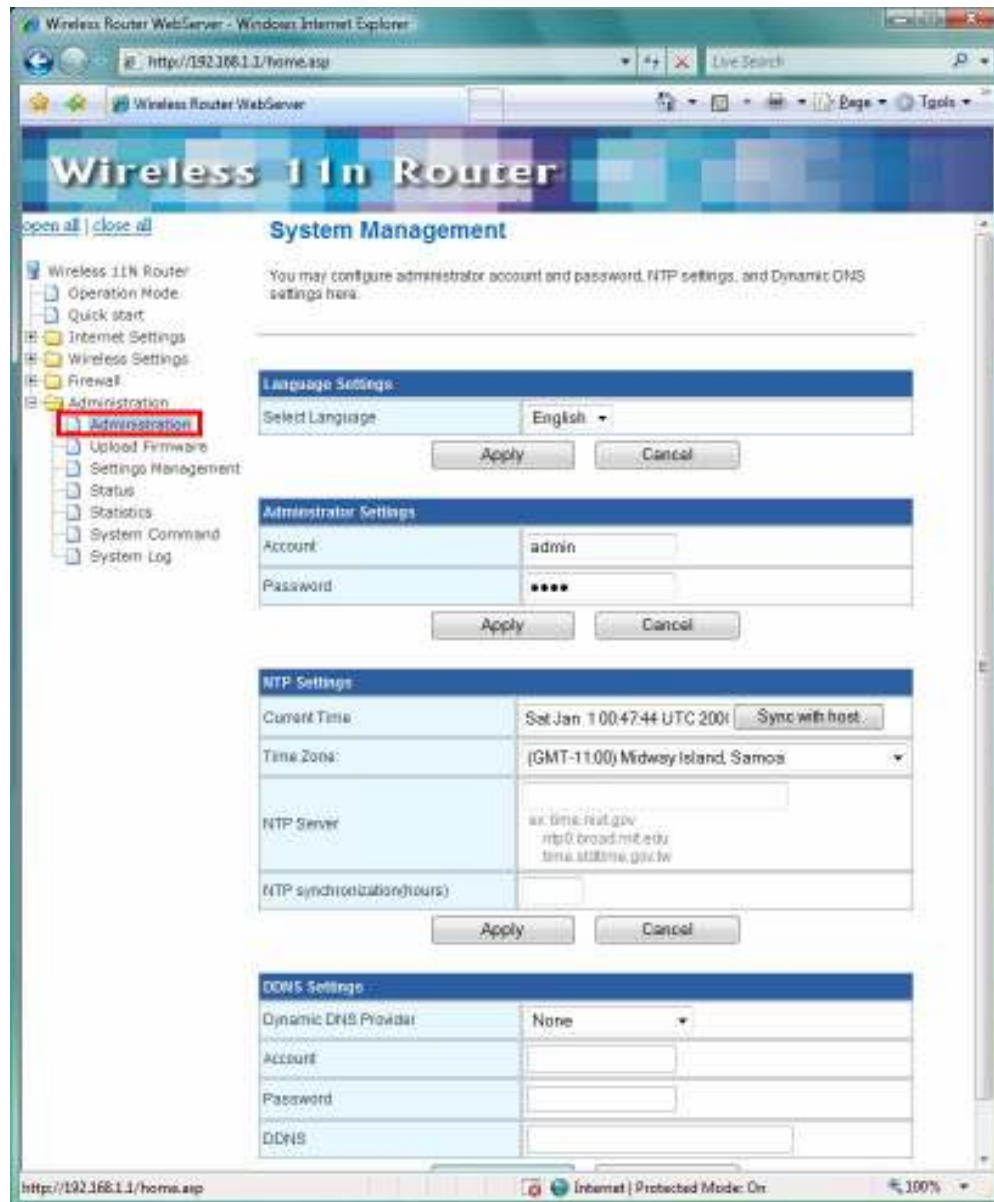 Wireless Router WebServer - Windows Internet Explorer
http://192.168.1.1/home.asp
Live Search
Wireless Router WebServer
Page
Tools
Wireless 11n Router
open all | close all
Wireless 11N Router
Operation Mode
Quick start
Internet Settings
Wireless Settings
Firewall
Administration
Administration
Upload Firmware
Settings Management
Status
Statistics
System Command
System Log
System Management
You may configure administrator account and password, NTP settings, and Dynamic DNS
settings here.
Language Settings
Select Language English
Apply Cancel
Adminstrator Settings
Account admin
Password ●●●●
Apply Cancel
NTP Settings
Current Time Sat Jan 1 00:47:44 UTC 200 Sync with host
Time Zone: (GMT-11:00) Midway Island, Samoa
NTP Server
ex: time.nist.gov
ntp0.broad.mit.edu
time.stdtime.gov.tw
NTP synchronization(hours)
Apply Cancel
DDNS Settings
Dynamic DNS Provider None
Account
Password
DDNS
http://192.168.1.1/home.asp Internet | Protected Mode: On 100%